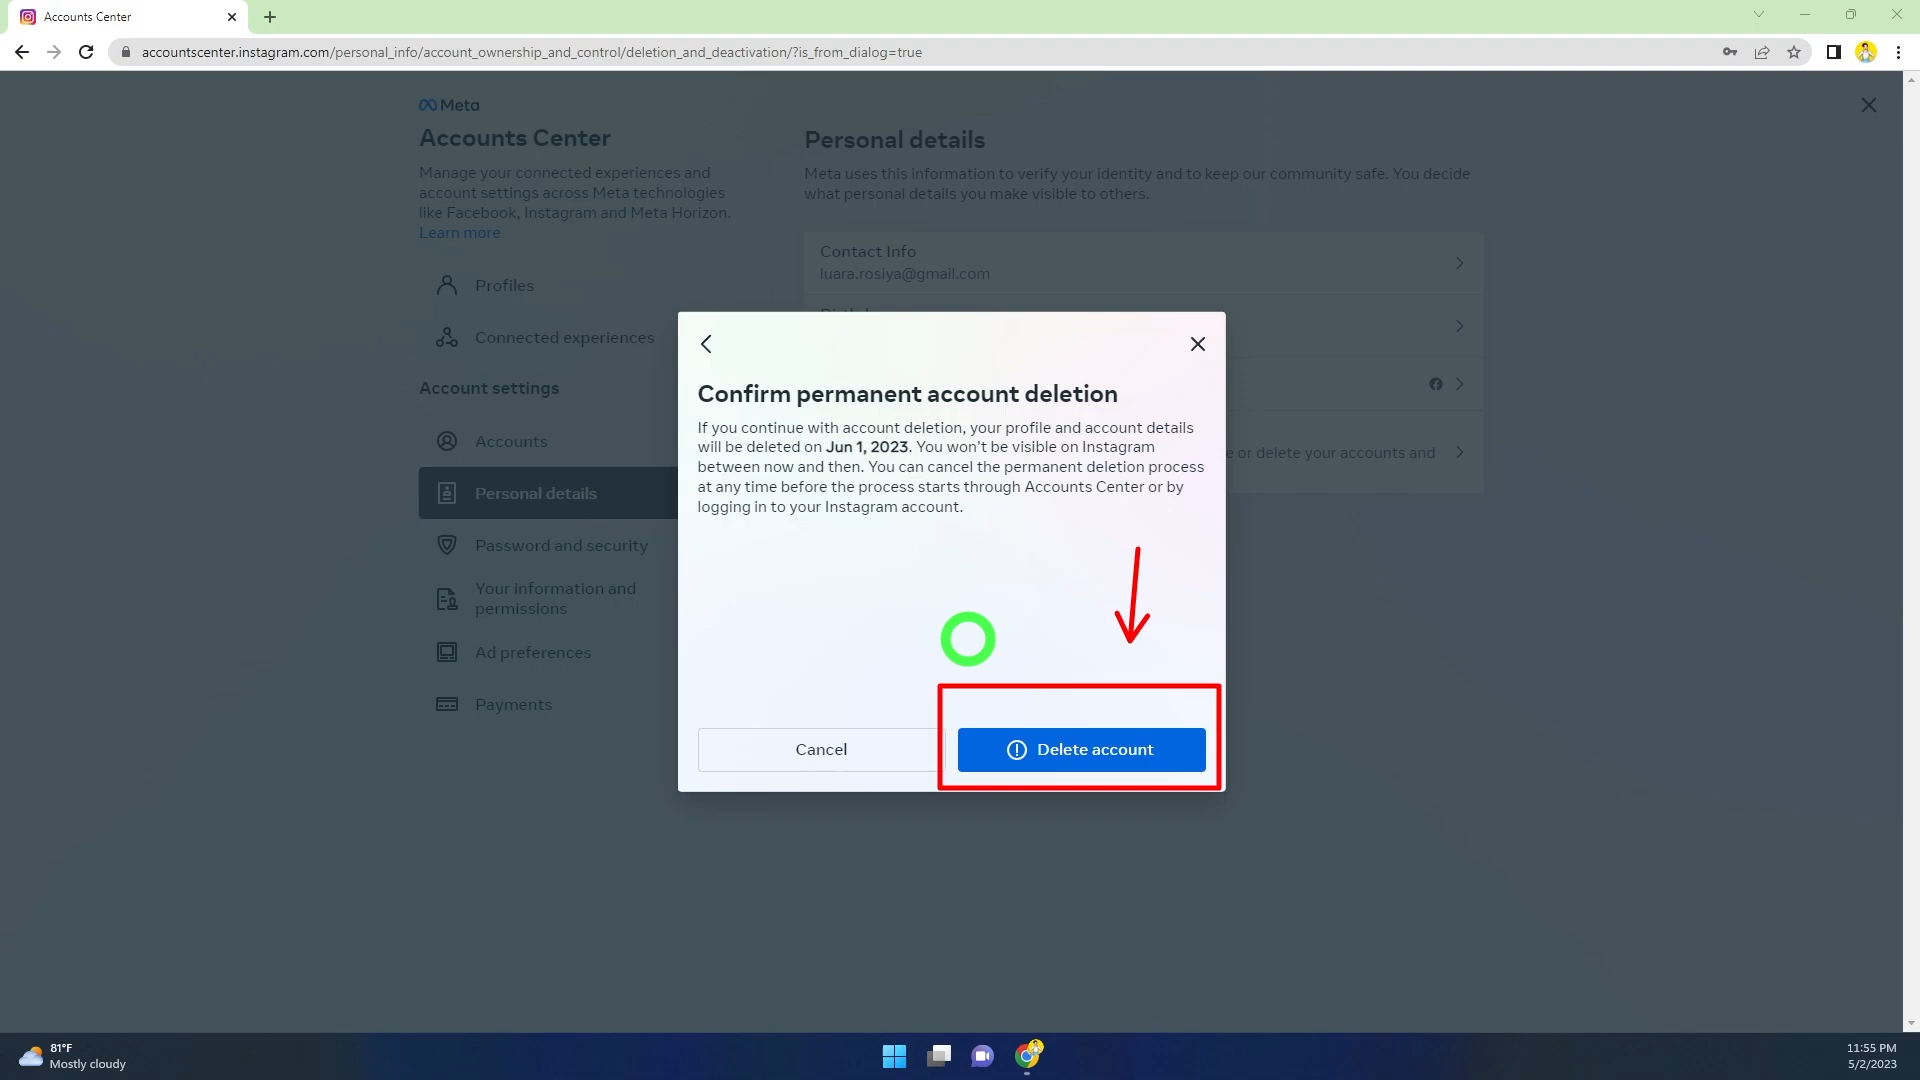 Accounts Center
accountscenter.instagram.com/personal_info/account_ownership_and_control/deletion_and_deactivation/?is_from_dialog=true
Meta
Accounts Center
Manage your connected experiences and
account settings across Meta technologies
like Facebook, Instagram and Meta Horizon.
Learn more
Profiles
Connected experiences
Account settings
Accounts
Personal details
Password and security
Your information and
permissions
Ad preferences
Payments
Personal details
Meta uses this information to verify your identity and to keep our community safe. You decide
what personal details you make visible to others.
Contact Info
luara.rosiya@gmail.com
e or delete your accounts and
Confirm permanent account deletion
If you continue with account deletion, your profile and account details
will be deleted on Jun 1, 2023. You won't be visible on Instagram
between now and then. You can cancel the permanent deletion process
at any time before the process starts through Accounts Center or by
logging in to your Instagram account.
Cancel
Delete account
81°F
Mostly cloudy
11:55 PM
5/2/2023